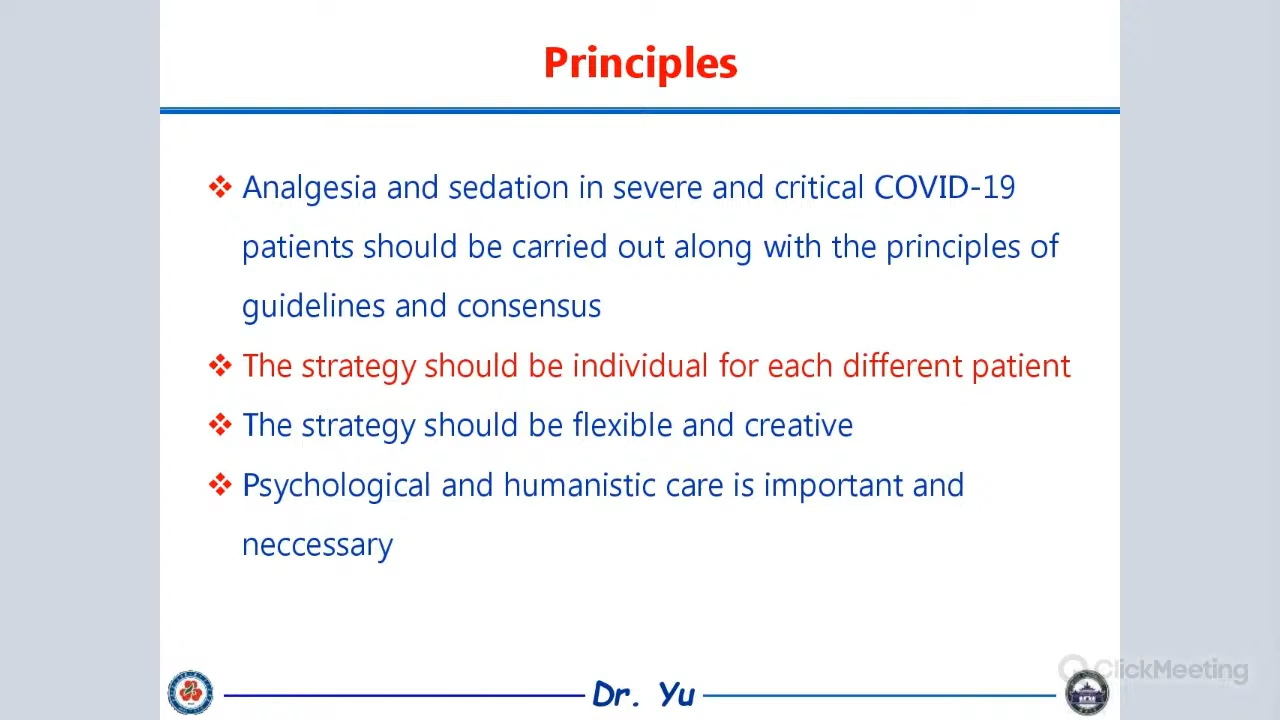 Principles
❖ Analgesia and sedation in severe and critical COVID-19
patients should be carried out along with the principles of
guidelines and consensus
❖ The strategy should be individual for each different patient
❖ The strategy should be flexible and creative
❖ Psychological and humanistic care is important and
neccessary
ClickMeeting
Dr. Yu